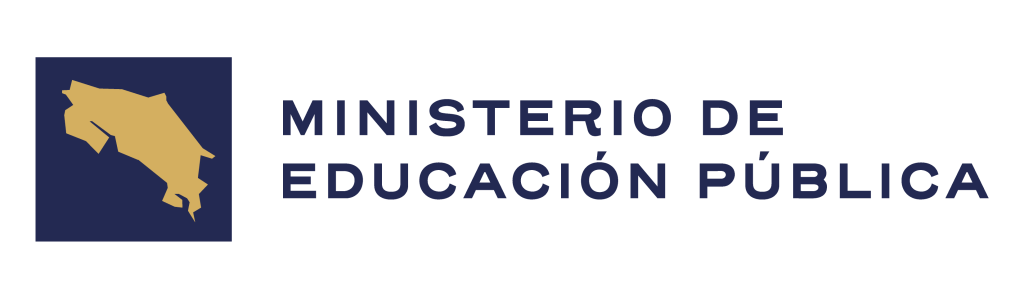 MINISTERIO DE
EDUCACIÓN PÚBLICA